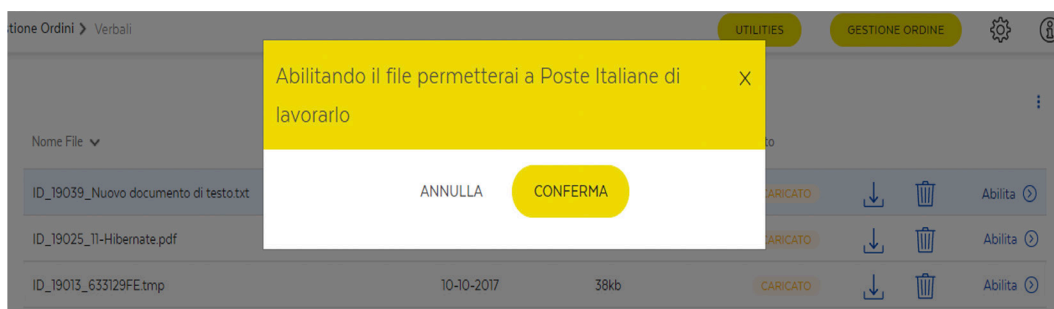 tione Ordini > Verbali
UTILITIES
GESTIONE ORDINE
Abilitando il file permetterai a Poste Italiane di
lavorarlo
X
Nome File
to
ID_19039_Nuovo documento di testo.txt
CARICATO
Abilita
ANNULLA
CONFERMA
ID_19025_11-Hibernate.pdf
CARICATO
Abilita
ID_19013_633129FE.tmp
10-10-2017
38kb
CARICATO
Abilita